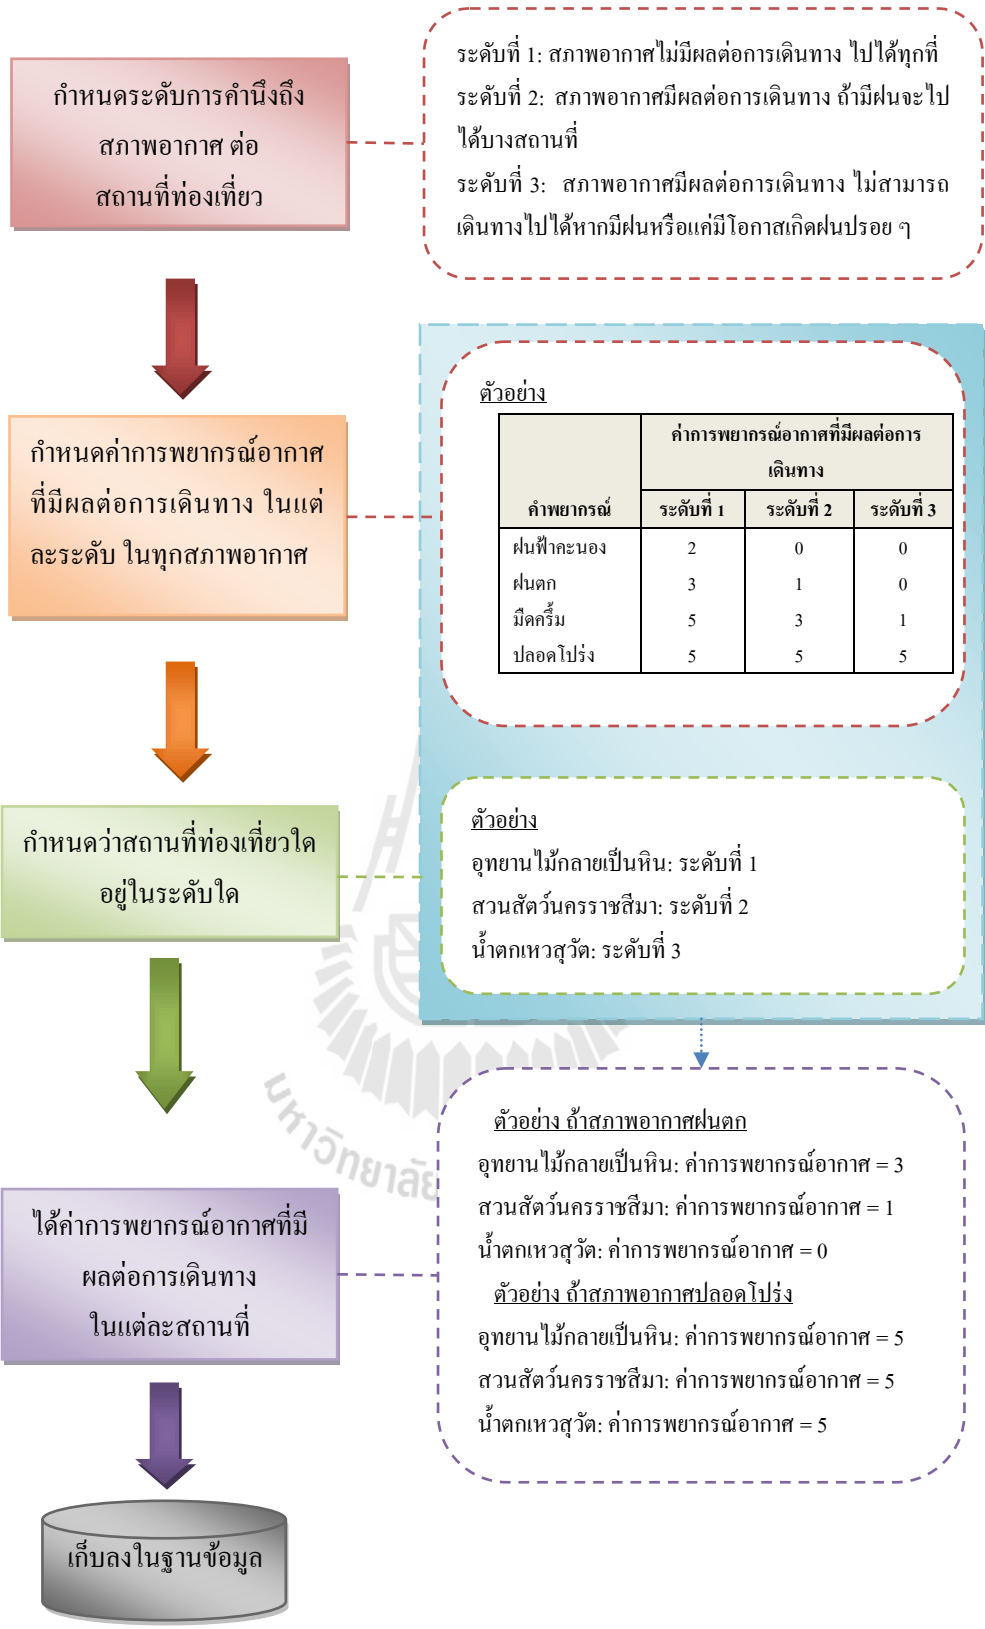 กำหนดระดับการคำนึงถึง
สภาพอากาศ ต่อ
สถานที่ท่องเที่ยว
ระดับที่ 1: สภาพอากาศไม่มีผลต่อการเดินทาง ไปได้ทุกที่
ระดับที่ 2: สภาพอากาศมีผลต่อการเดินทาง ถ้ามีฝนจะไป
ได้บางสถานที่
ระดับที่ 3: สภาพอากาศมีผลต่อการเดินทาง ไม่สามารถ
เดินทางไปได้หากมีฝนหรือแค่มีโอกาสเกิดฝนปรอย ๆ
กำหนดค่าการพยากรณ์อากาศ
ที่มีผลต่อการเดินทาง ในแต่
ละระดับ ในทุกสภาพอากาศ
ตัวอย่าง
ค่าการพยากรณ์อากาศที่มีผลต่อการ
เดินทาง
คำพยากรณ์ ระดับที่ 1 ระดับที่ 2 ระดับที่ 3
ฝนฟ้าคะนอง 2 0 0
ฝนตก 3 1 0
มืดครึ้ม 5 3 1
ปลอดโปร่ง 5 5 5
กำหนดว่าสถานที่ท่องเที่ยวใด
อยู่ในระดับใด
ตัวอย่าง
อุทยานไม้กลายเป็นหิน: ระดับที่ 1
สวนสัตว์นครราชสีมา: ระดับที่ 2
น้ำตกเหวสุวัต: ระดับที่ 3
มหาวิทยาลัย
ได้ค่าการพยากรณ์อากาศที่มี
ผลต่อการเดินทาง
ในแต่ละสถานที่
ตัวอย่าง ถ้าสภาพอากาศฝนตก
อุทยานไม้กลายเป็นหิน: ค่าการพยากรณ์อากาศ = 3
สวนสัตว์นครราชสีมา: ค่าการพยากรณ์อากาศ = 1
น้ำตกเหวสุวัต: ค่าการพยากรณ์อากาศ = 0
ตัวอย่าง ถ้าสภาพอากาศปลอดโปร่ง
อุทยานไม้กลายเป็นหิน: ค่าการพยากรณ์อากาศ = 5
สวนสัตว์นครราชสีมา: ค่าการพยากรณ์อากาศ = 5
น้ำตกเหวสุวัต: ค่าการพยากรณ์อากาศ = 5
เก็บลงในฐานข้อมูล